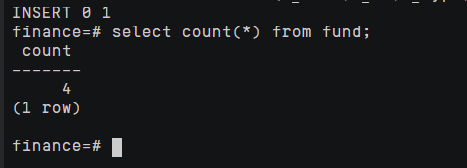 INSERT 0 1
finance=# select count(*) from fund;
 count
-------
     4
(1 row)

finance=#